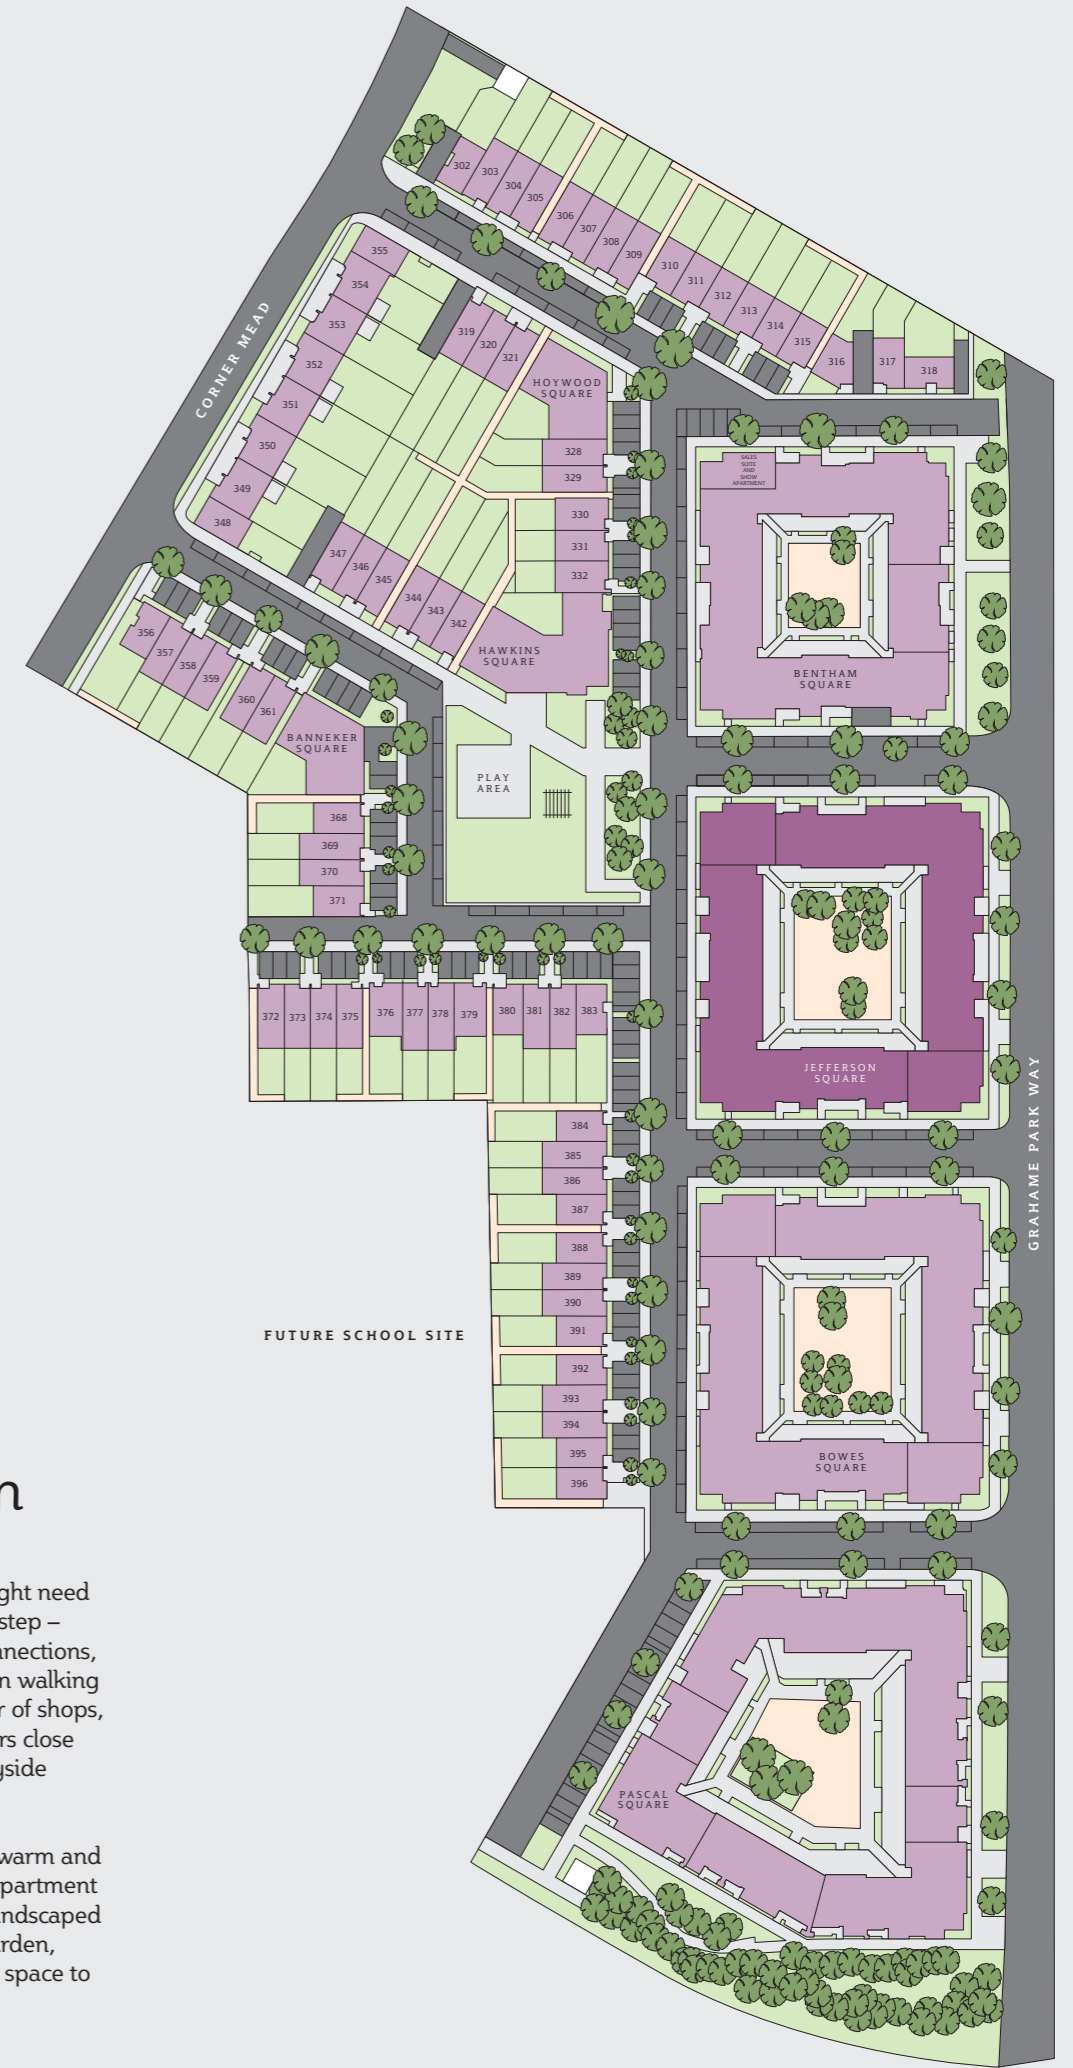 302
303
304
305
306
307
308
309
310
311
312
313
314
315
316
317
318
355
354
353
352
351
350
349
348
CORNER MEAD
319
320
321
HOYWOOD
SQUARE
328
329
330
331
332
347
346
345
344
343
342
HAWKINS
SQUARE
SALES
SUITE
AND
SHOW
APARTMENT
BENTHAM
SQUARE
356
357
358
359
360
361
BANNEKER
SQUARE
PLAY
AREA
368
369
370
371
372
373
374
375
376
377
378
379
380
381
382
383
JEFFERSON
SQUARE
GRAHAME PARK WAY
384
385
386
387
388
389
390
391
392
393
394
395
396
FUTURE SCHOOL SITE
BOWES
SQUARE
PASCAL
SQUARE
n
ght need
step –
nnections,
n walking
r of shops,
rs close
yside
warm and
partment
ndscaped
rden,
space to